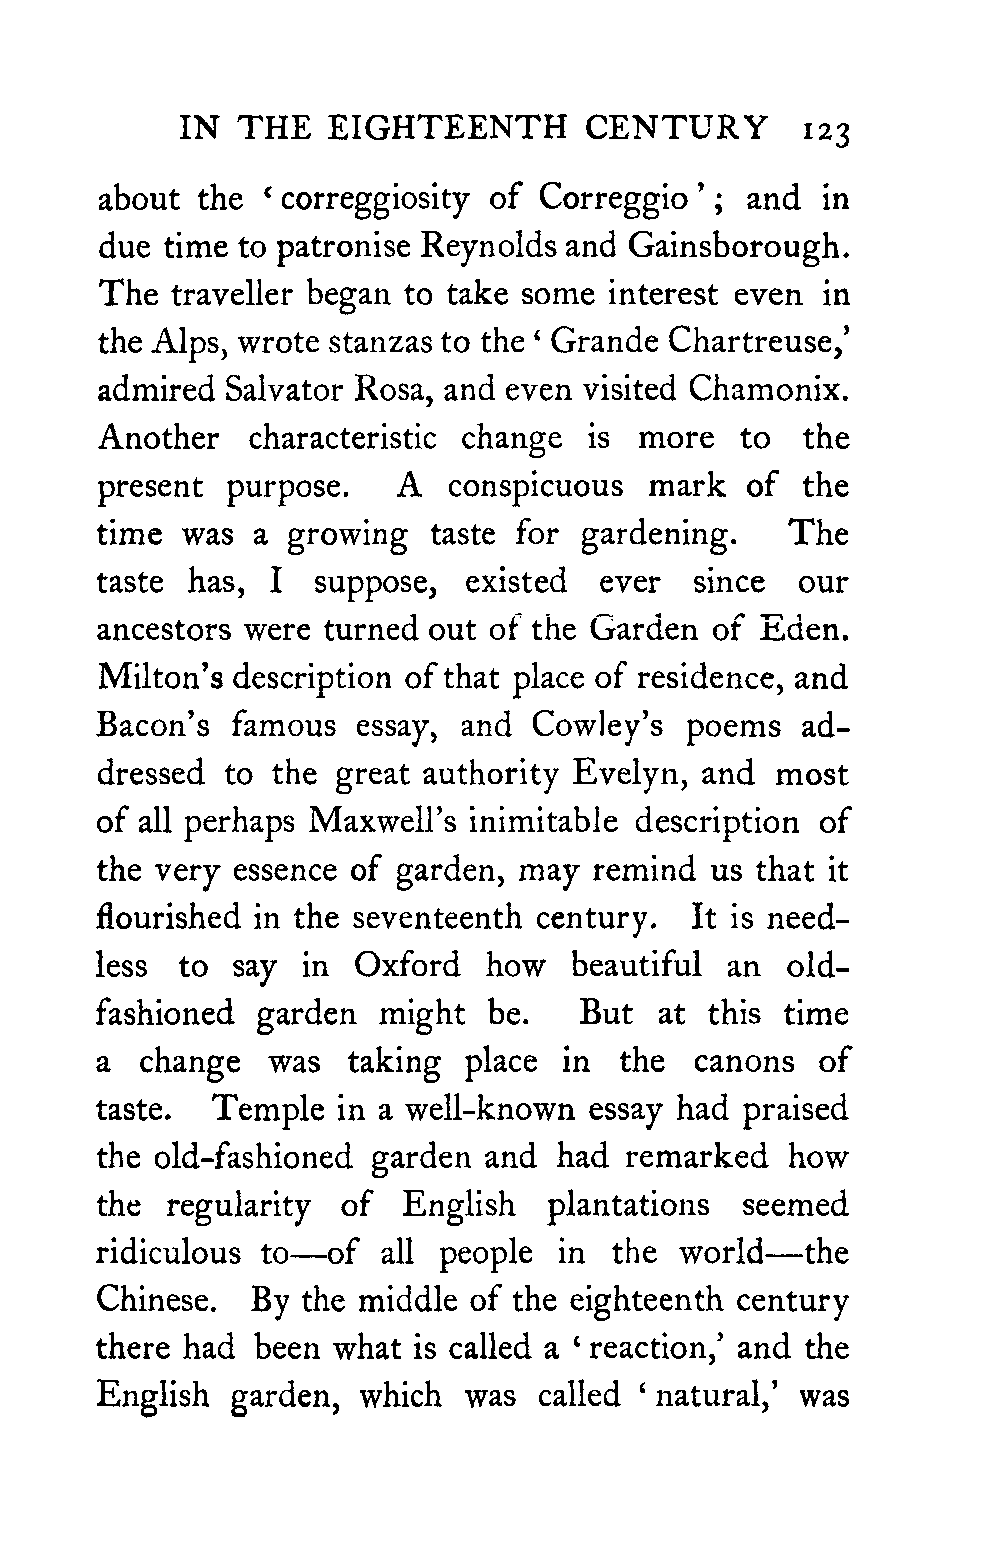 IN THE EIGHTEENTH CENTURY 123
about the ‘ correggiosity of Correggio ’ ; and in
due time to patronise Reynolds and Gainsborough.
The traveller began to take some interest even in
the Alps, wrote stanzas to the ‘ Grande Chartreuse,’
admired Salvator Rosa, and even visited Chamonix.
Another characteristic change is more to the
present purpose. A conspicuous mark of the
time was a growing taste for gardening. The
taste has, I suppose, existed ever since our
ancestors were turned out of the Garden of Eden.
Milton’s description of that place of residence, and
Bacon’s famous essay, and Cowley’s poems ad-
dressed to the great authority Evelyn, and most
of all perhaps Maxwell’s inimitable description of
the very essence of garden, may remind us that it
flourished in the seventeenth century. It is need-
less to say in Oxford how beautiful an old-
fashioned garden might be. But at this time
a change was taking place in the canons of
taste. Temple in a well-known essay had praised
the old-fashioned garden and had remarked how
the regularity of English plantations seemed
ridiculous to—of all people in the world—the
Chinese. By the middle of the eighteenth century
there had been what is called a ‘ reaction,’ and the
English garden, which was called ‘ natural,’ was